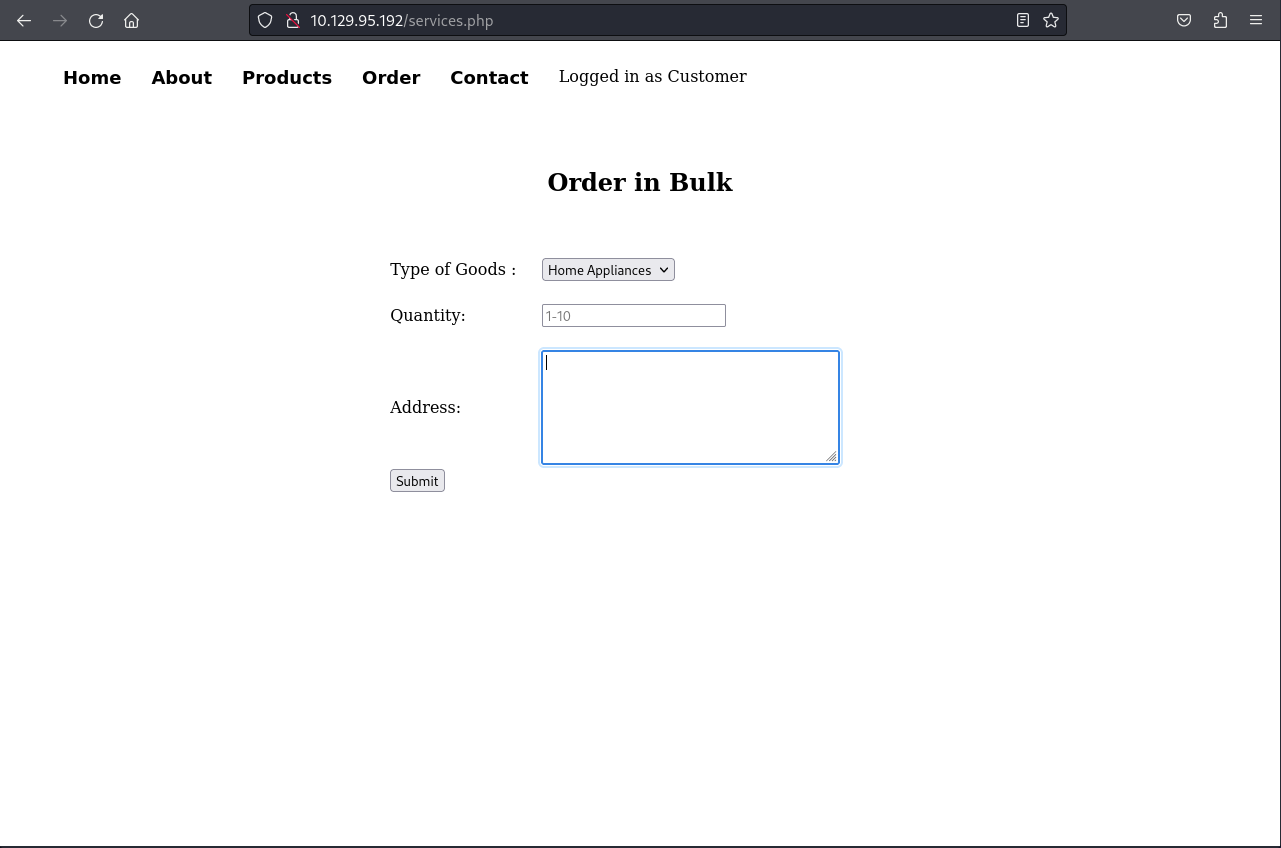 10.129.95.192/services.php
Home About Products Order Contact Logged in as Customer
Order in Bulk
Type of Goods : Home Appliances
Quantity: 1-10
Address:
Submit